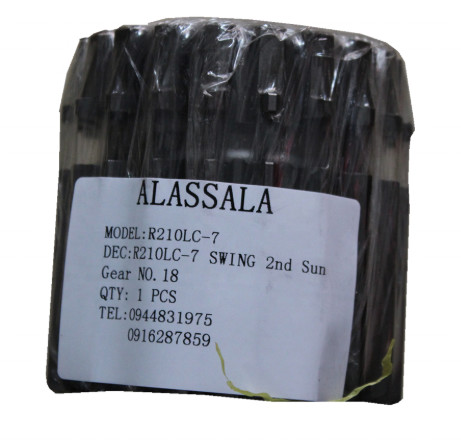 ALASSALA
MODEL:R210LC-7
DEC:R210LC-7 SWING 2nd Sun
Gear NO.18
QTY: 1 PCS
TEL:0944831975
0916287859